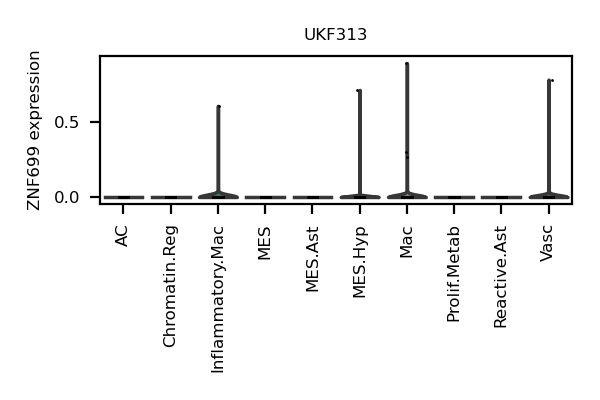 UKF313
ZNF699 expression
0.5
0.0
AC
Chromatin.Reg
Inflammatory.Mac
MES
MES.Ast
MES.Hyp
Mac
Prolif.Metab
Reactive.Ast
Vasc